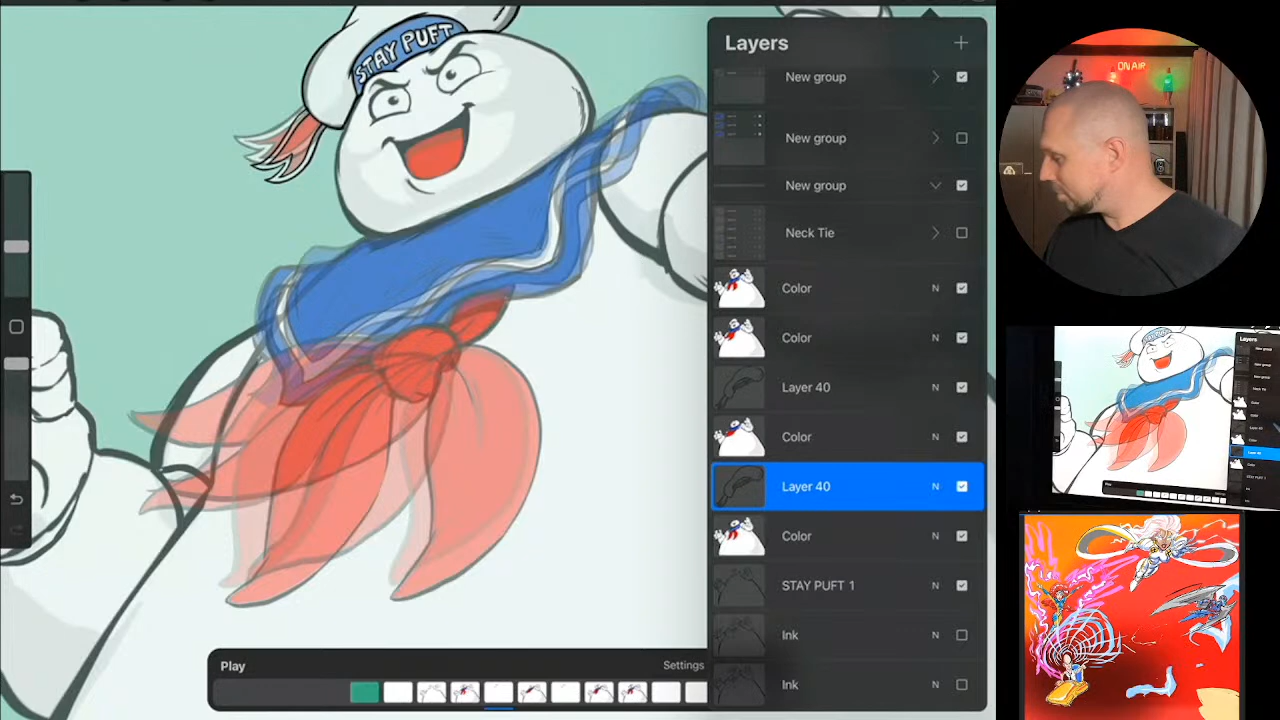 STAY PUFT
Layers
New group
New group
New group
Neck Tie
Color N
Color N
Layer 40 N
Color N
Layer 40 N
Color N
STAY PUFT 1 N
Ink N
Ink N
Play
Settings
ON AIR
Layers